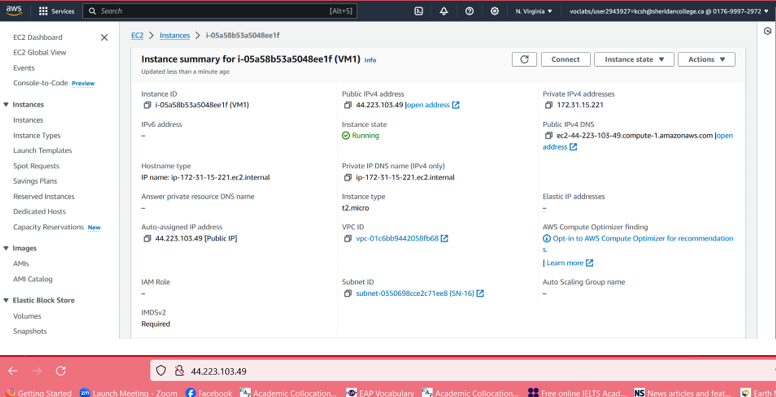 aws
Services
Search
[Alt+S]
N. Virginia
voclabs/user2943927=kcsh@sheridancollege.ca @ 0176-9997-2972
EC2 Dashboard
EC2 Global View
Events
Console-to-Code Preview
Instances
Instances
Instance Types
Launch Templates
Spot Requests
Savings Plans
Reserved Instances
Dedicated Hosts
Capacity Reservations New
Images
AMIs
AMI Catalog
Elastic Block Store
Volumes
Snapshots
EC2 > Instances > i-05a58b53a5048ee1f
Instance summary for i-05a58b53a5048ee1f (VM1) Info
Updated less than a minute ago
Connect
Instance state
Actions
Instance ID
i-05a58b53a5048ee1f (VM1)
Public IPv4 address
44.223.103.49 |open address
Private IPv4 addresses
172.31.15.221
IPv6 address
–
Instance state
Running
Public IPv4 DNS
ec2-44-223-103-49.compute-1.amazonaws.com |open
address
Hostname type
IP name: ip-172-31-15-221.ec2.internal
Private IP DNS name (IPv4 only)
ip-172-31-15-221.ec2.internal
Answer private resource DNS name
–
Instance type
t2.micro
Elastic IP addresses
–
Auto-assigned IP address
44.223.103.49 [Public IP]
VPC ID
vpc-01c6bb9442058fb68
AWS Compute Optimizer finding
Opt-in to AWS Compute Optimizer for recommendation
s.
| Learn more
IAM Role
–
Subnet ID
subnet-0350698cce2c71ee8 (SN-16)
Auto Scaling Group name
–
IMDSv2
Required
44.223.103.49
Getting Started
zm Launch Meeting - Zoom
Facebook
Academic Collocation...
EAP Vocabulary
Academic Collocation...
Free online IELTS Acad...
NS News articles and feat...
Earth